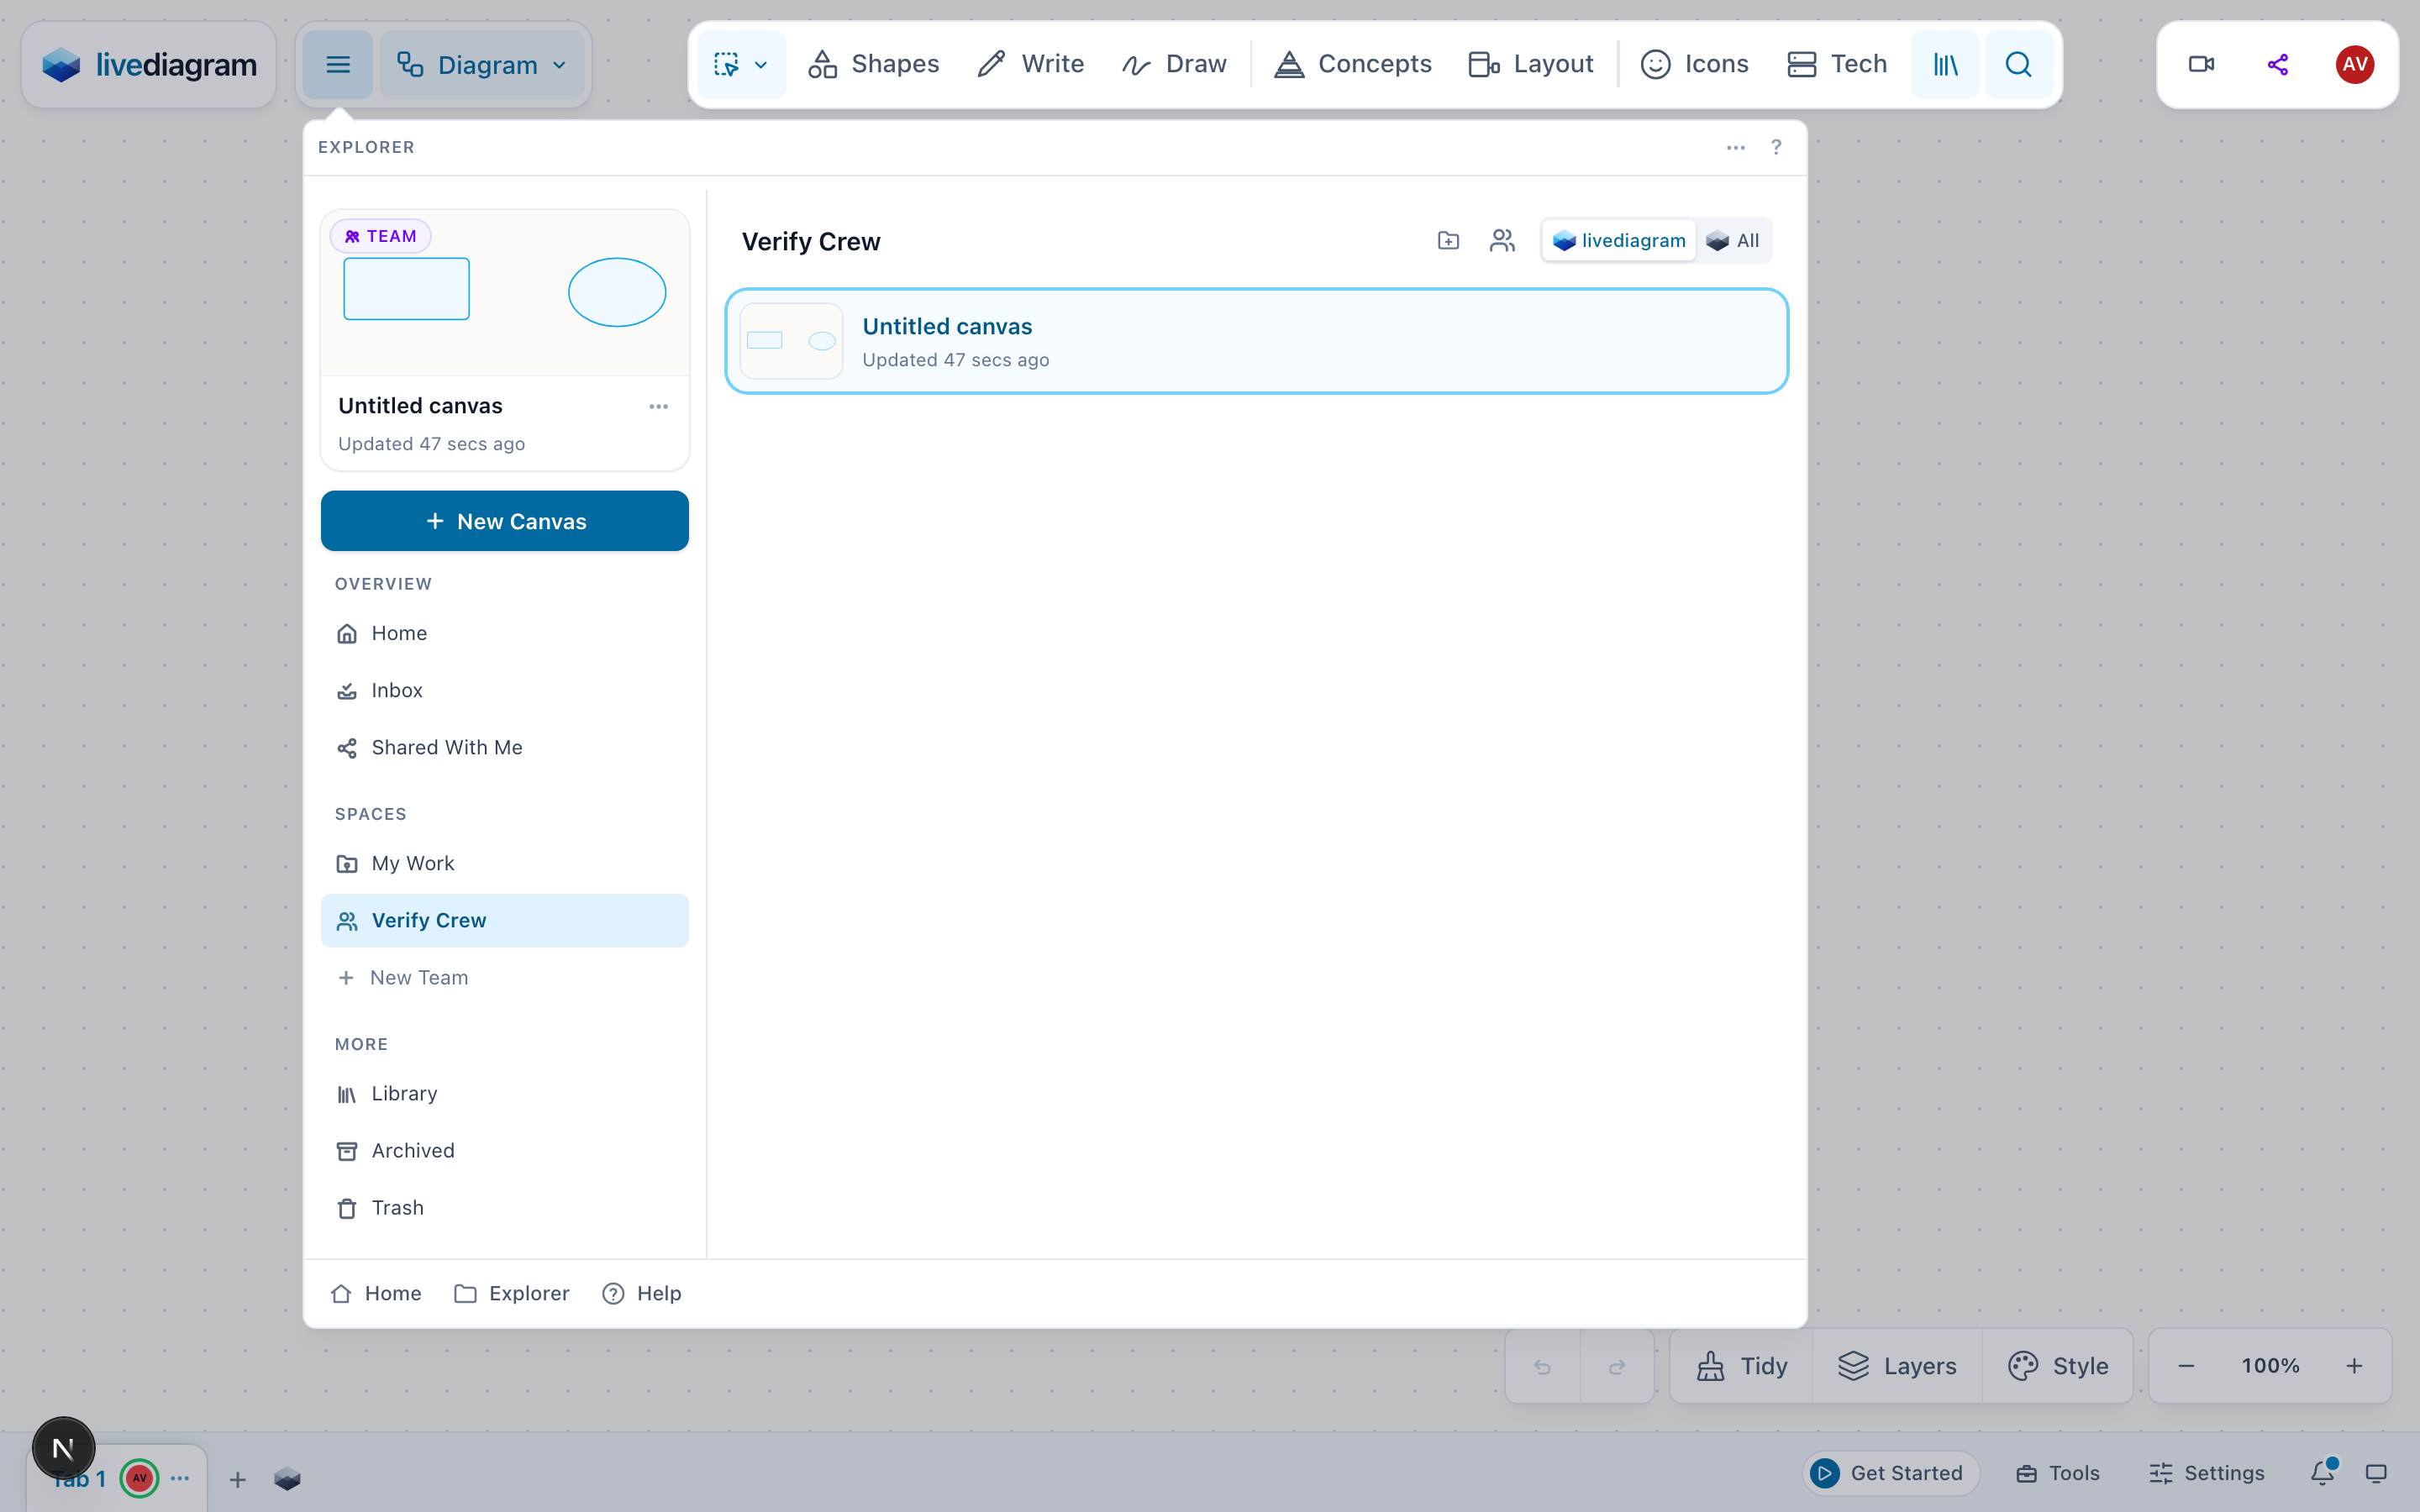 livediagram
Diagram
Shapes
Write
Draw
Concepts
Layout
Icons
Tech
AV
EXPLORER
?
TEAM
Untitled canvas
Updated 47 secs ago
+ New Canvas
OVERVIEW
Home
Inbox
Shared With Me
SPACES
My Work
Verify Crew
+ New Team
MORE
Library
Archived
Trash
Verify Crew
livediagram
All
Untitled canvas
Updated 47 secs ago
Home
Explorer
Help
Tidy
Layers
Style
− 100% +
N
Tab 1
AV
+
Get Started
Tools
Settings